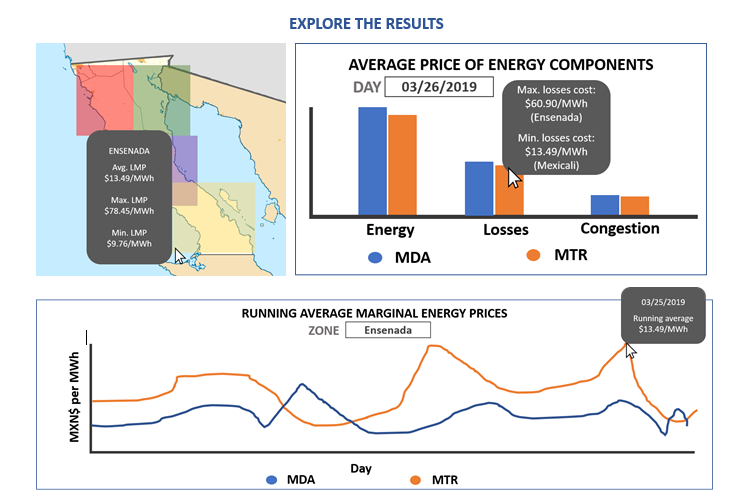 EXPLORE THE RESULTS
ENSENADA
Avg. LMP
$13.49/MWh
Max. LMP
$78.45/MWh
Min. LMP
$9.76/MWh
AVERAGE PRICE OF ENERGY COMPONENTS
DAY 03/26/2019
Max. losses cost:
$60.90/MWh
(Ensenada)
Min. losses cost:
$13.49/MWh
(Mexicali)
Energy Losses Congestion
MDA MTR
RUNNING AVERAGE MARGINAL ENERGY PRICES
ZONE Ensenada
03/25/2019
Running average
$13.49/MWh
MXN$ per MWh
Day
MDA MTR